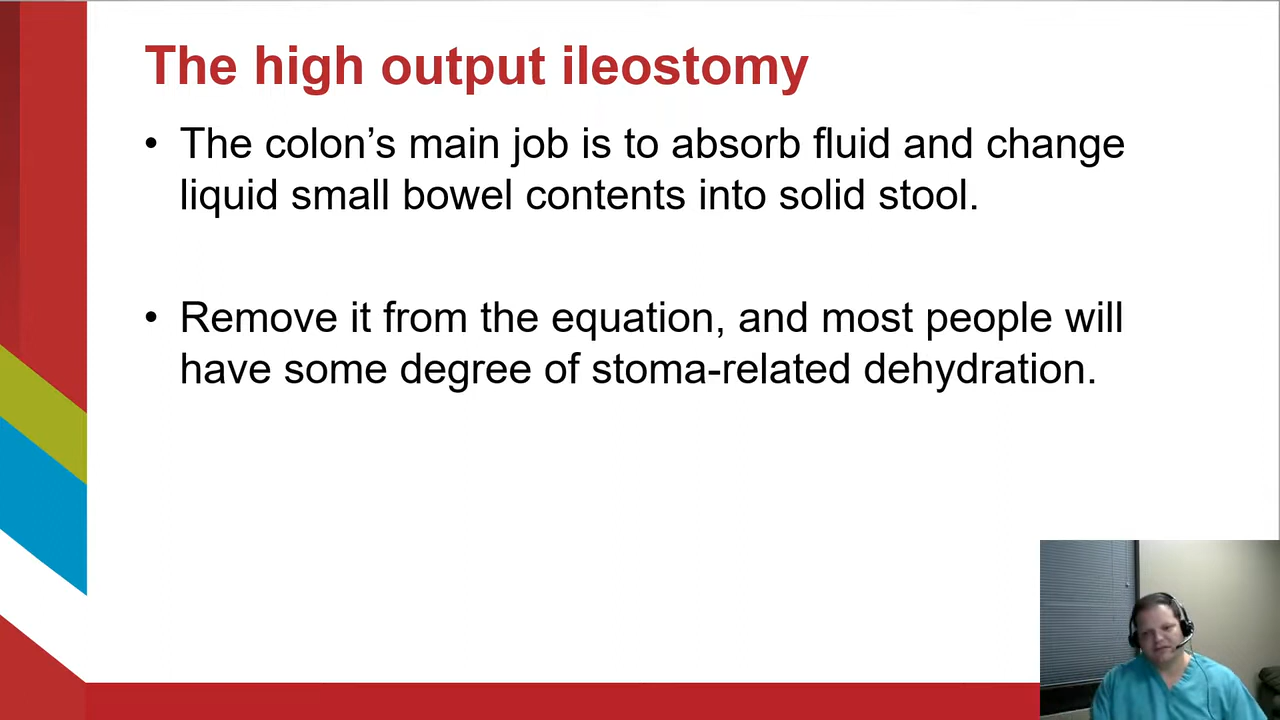 The high output ileostomy
• The colon’s main job is to absorb fluid and change
liquid small bowel contents into solid stool.
• Remove it from the equation, and most people will
have some degree of stoma-related dehydration.